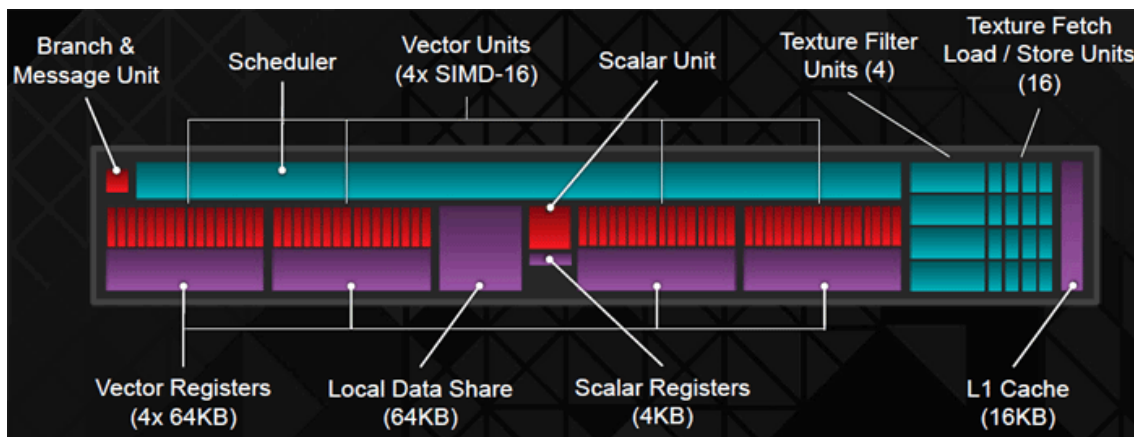 Branch &
Message Unit
Scheduler
Vector Units
(4x SIMD-16)
Scalar Unit
Texture Filter
Units (4)
Texture Fetch
Load / Store Units
(16)
Vector Registers
(4x 64KB)
Local Data Share
(64KB)
Scalar Registers
(4KB)
L1 Cache
(16KB)